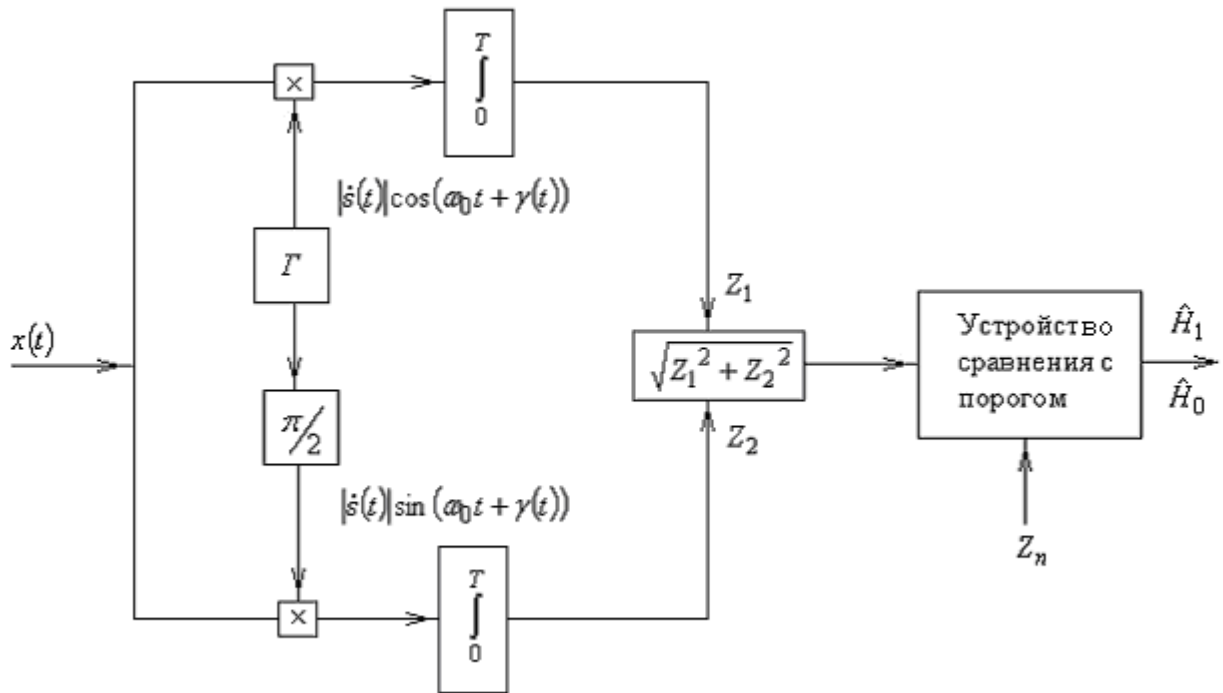 T
∫
0
×
|ṡ(t)|cos(ω₀t + γ(t))
Γ
Z₁
x(t)
√(Z₁² + Z₂²)
Устройство
сравнения с
порогом
Ĥ₁
Ĥ₀
π/2
Z₂
|ṡ(t)|sin (ω₀t + γ(t))
Zₙ
T
∫
0
×